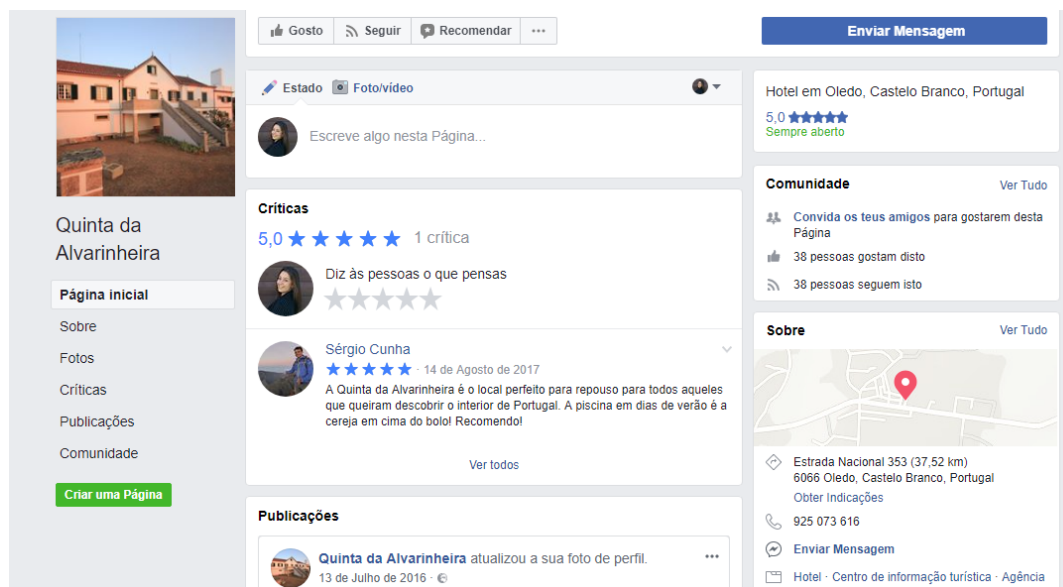 Gosto
Seguir
Recomendar
Enviar Mensagem
Quinta da
Alvarinheira
Página inicial
Sobre
Fotos
Críticas
Publicações
Comunidade
Criar uma Página
Estado
Foto/vídeo
Escreve algo nesta Página...
Críticas
5,0
1 crítica
Diz às pessoas o que pensas
Sérgio Cunha
· 14 de Agosto de 2017
A Quinta da Alvarinheira é o local perfeito para repouso para todos aqueles
que queiram descobrir o interior de Portugal. A piscina em dias de verão é a
cereja em cima do bolo! Recomendo!
Ver todos
Publicações
Quinta da Alvarinheira atualizou a sua foto de perfil.
13 de Julho de 2016 ·
Hotel em Oledo, Castelo Branco, Portugal
5,0
Sempre aberto
Comunidade
Ver Tudo
Convida os teus amigos para gostarem desta
Página
38 pessoas gostam disto
38 pessoas seguem isto
Sobre
Ver Tudo
Estrada Nacional 353 (37,52 km)
6066 Oledo, Castelo Branco, Portugal
Obter Indicações
925 073 616
Enviar Mensagem
Hotel · Centro de informação turística · Agência